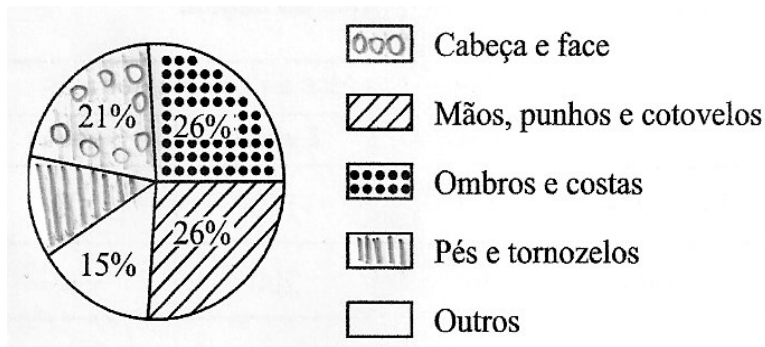 21%
26%
26%
15%
Cabeça e face
Mãos, punhos e cotovelos
Ombros e costas
Pés e tornozelos
Outros